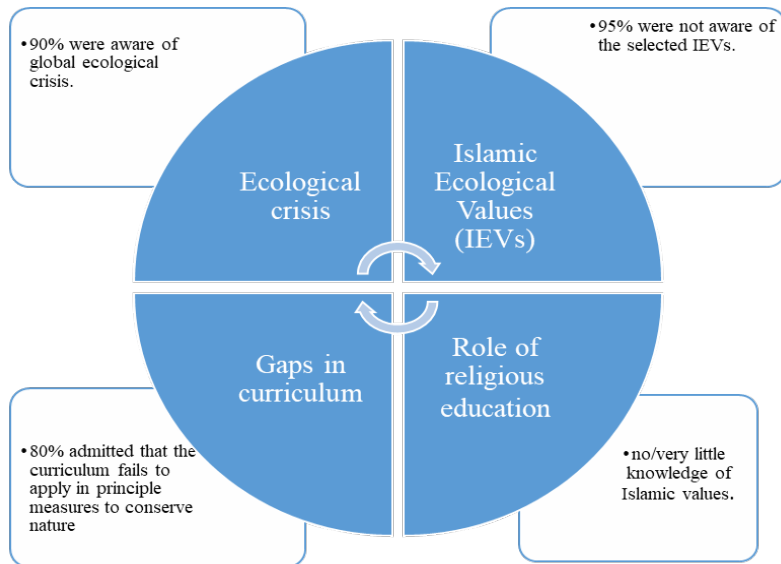 •90% were aware of
global ecological
crisis.
•95% were not aware of
the selected IEVs.
Ecological
crisis
Islamic
Ecological
Values
(IEVs)
Gaps in
curriculum
Role of
religious
education
•80% admitted that the
curriculum fails to
apply in principle
measures to conserve
nature
•no/very little
knowledge of
Islamic values.